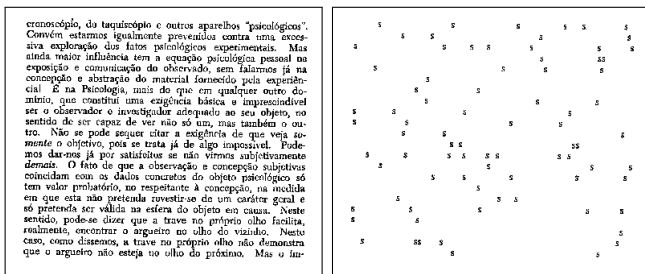 cronoscópio, do taquiscópio e outros aparelhos "psicológicos".
Convém estarmos igualmente prevenidos contra uma exces-
siva exploração dos fatos psicológicos experimentais. Mas
ainda maior influência tem a equação psicológica pessoal na
exposição e comunicação do observado, sem falarmos já na
concepção e abstração do material fornecido pela experiên-
cia! É na Psicologia, mais do que em qualquer outro do-
mínio, que constitui uma exigência básica e imprescindível
ser o observador e investigador adequado ao seu objeto, no
sentido de ser capaz de ver não só um, mas também o ou-
tro. Não se pode sequer citar a exigência de que veja so-
mente o objetivo, pois se trata já de algo impossível. Pode-
mos dar-nos já por satisfeitos se não virmos subjetivamente
demais. O fato de que a observação e concepção subjetivas
coincidam com os dados concretos do objeto psicológico só
tem valor probatório, no respeitante à concepção, na medida
em que esta não pretenda revestir-se de um caráter geral e
só pretenda ser válida na esfera do objeto em causa. Neste
sentido, pode-se dizer que a trave no próprio olho facilita,
realmente, encontrar o argueiro no olho do vizinho. Nesto
caso, como dissemos, a trave no próprio olho não demonstra
que o argueiro não esteja no olho do próximo. Mas o im-
s s s s s s
s s s
s s s s s s s
s ss
s s s s
s
s s
s s s
s s s s s
s s s s
s s s
s s ss
s s s s s s s s s
s s s s
s s s s s
s
s s s s
s s
s ss s s
s s